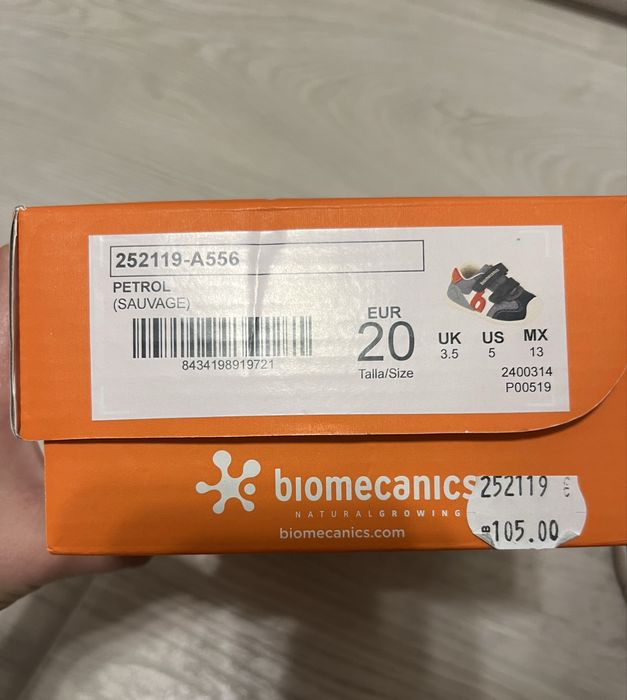 252119-A556
PETROL
(SAUVAGE)
8434198919721
EUR
20
Talla/Size
UK US MX
3.5 5 13
2400314
P00519
biomecanics
NATURALGROWING
biomecanics.com
252119
105.00